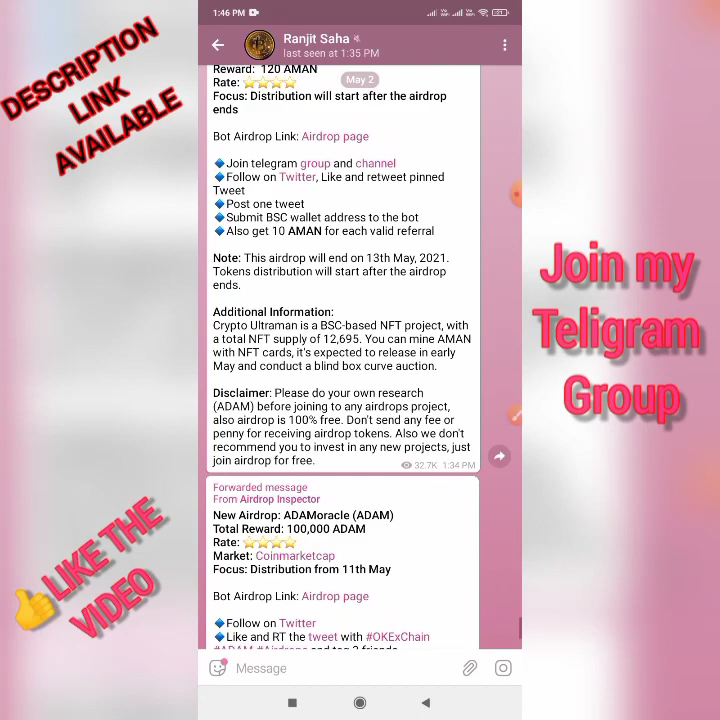 DESCRIPTION
LINK
AVAILABLE
1:46 PM
Ranjit Saha
last seen at 1:35 PM
Reward: 120 AMAN
May 2
Rate: ⭐⭐⭐⭐
Focus: Distribution will start after the airdrop
ends
Bot Airdrop Link: Airdrop page
🔹Join telegram group and channel
🔹Follow on Twitter, Like and retweet pinned
Tweet
🔹Post one tweet
🔹Submit BSC wallet address to the bot
🔹Also get 10 AMAN for each valid referral
Note: This airdrop will end on 13th May, 2021.
Tokens distribution will start after the airdrop
ends.
Additional Information:
Crypto Ultraman is a BSC-based NFT project, with
a total NFT supply of 12,695. You can mine AMAN
with NFT cards, it's expected to release in early
May and conduct a blind box curve auction.
Disclaimer: Please do your own research
(ADAM) before joining to any airdrops project,
also airdrop is 100% free. Don't send any fee or
penny for receiving airdrop tokens. Also we don't
recommend you to invest in any new projects, just
join airdrop for free.
32.7K 1:34 PM
Forwarded message
From Airdrop Inspector
New Airdrop: ADAMoracle (ADAM)
Total Reward: 100,000 ADAM
Rate: ⭐⭐⭐⭐
Market: Coinmarketcap
Focus: Distribution from 11th May
Bot Airdrop Link: Airdrop page
🔹Follow on Twitter
🔹Like and RT the tweet with #OKExChain
Message
Join my
Teligram
Group
👍LIKE THE
VIDEO